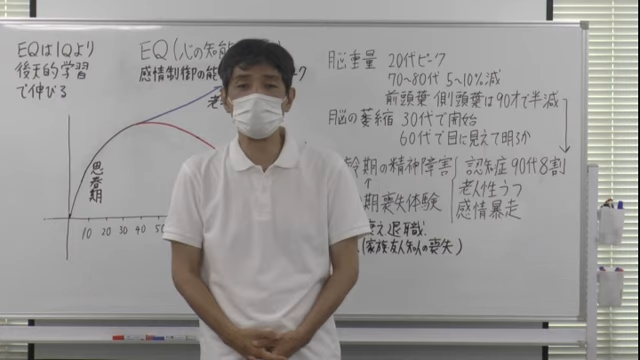 EQはIQより
後天的学習
で伸びる
EQ(心の知能
感情制御の能
ク
老
思春期
10 20 30 40 50
脳重量 20代ピーク
70〜80代 5〜10%減
前頭葉 側頭葉は90才で半減
脳の萎縮 30代で開始
60代で目に見えて明らか
齢期の精神障害
期喪失体験
衰え退職
(家族友人知人の喪失)
認知症 90代8割
老人性うつ
感情暴走